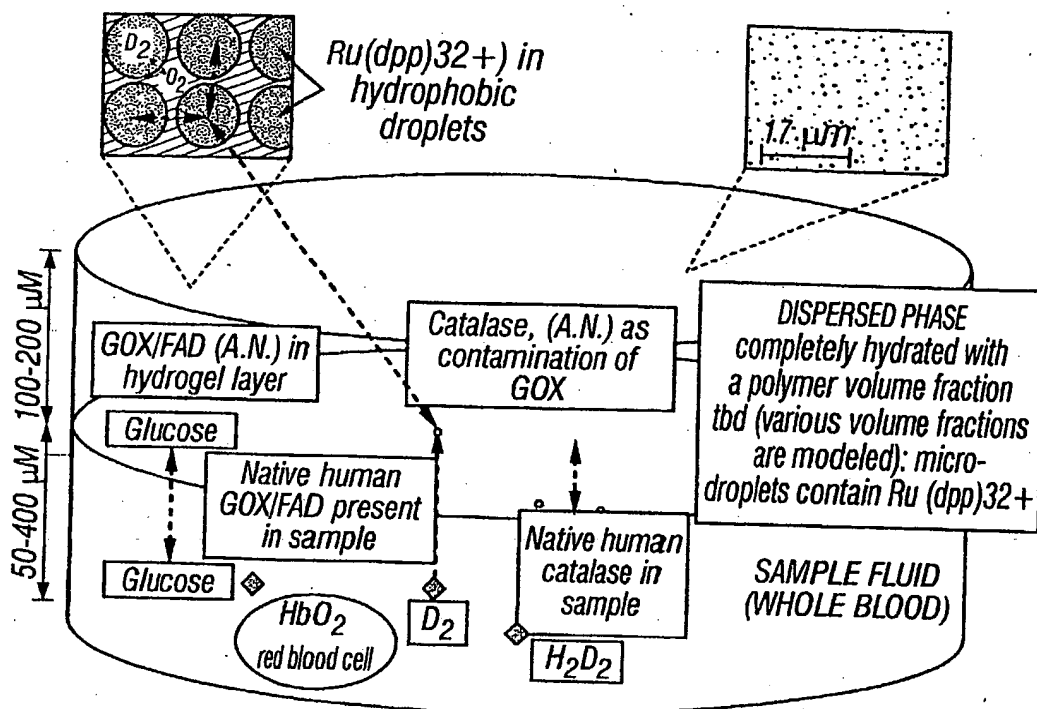 D2
O2
Ru(dpp)32+) in
hydrophobic
droplets
1.7 μm
100-200 μM
50-400 μM
GOX/FAD (A.N.) in
hydrogel layer
Catalase, (A.N.) as
contamination of
GOX
DISPERSED PHASE
completely hydrated with
a polymer volume fraction
tbd (various volume fractions
are modeled): micro-
droplets contain Ru (dpp)32+
Glucose
Native human
GOX/FAD present
in sample
Glucose
HbO2
red blood cell
D2
Native human
catalase in
sample
H2D2
SAMPLE FLUID
(WHOLE BLOOD)